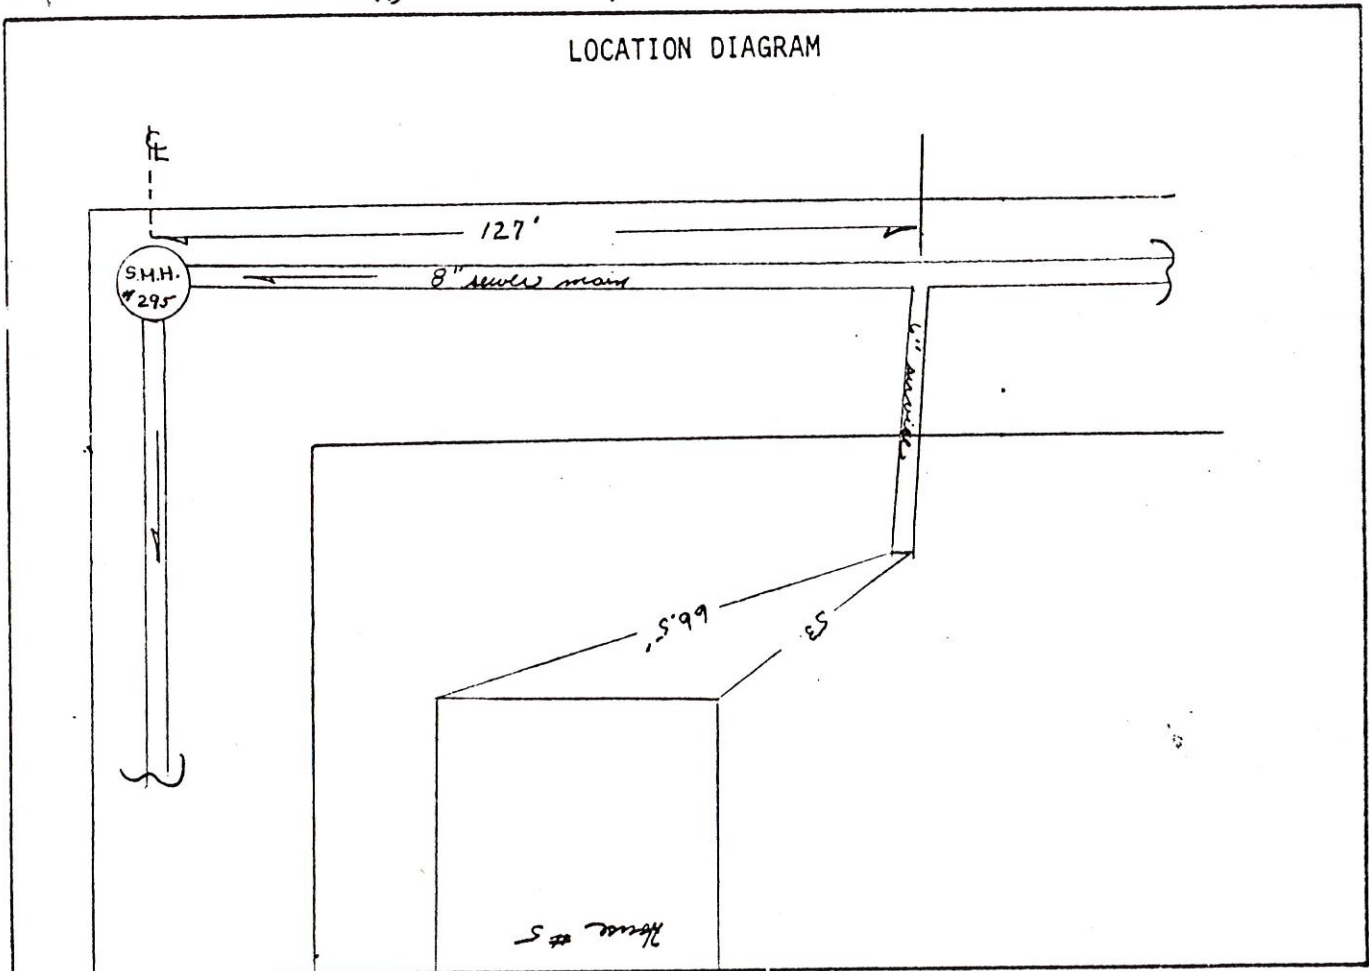 LOCATION DIAGRAM
℄
127'
S.M.H.
#295
8" sewer main
6" service
66.5'
53
House #5